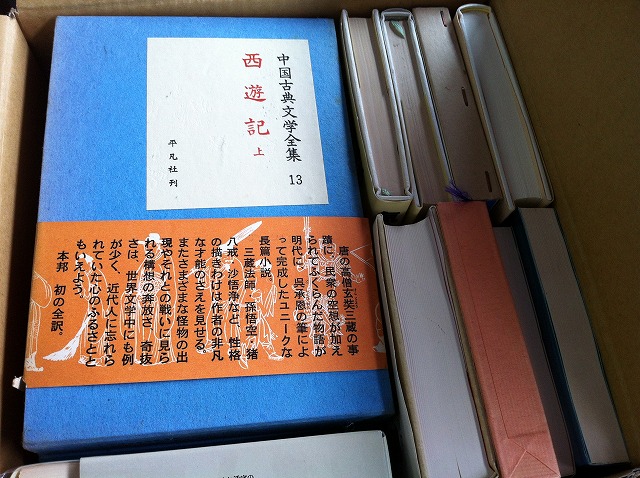 中国古典文学全集 13
西遊記 上
平凡社刊
唐の高僧玄奘三蔵の事
蹟に、民衆の空想が加え
られてふくらんだ物語が
明代に、呉承恩の筆によ
って完成したユニークな
長篇小説
三蔵法師・孫悟空・猪
八戒・沙悟浄など、性格
の描きわけは作者の非凡
な才能のさえを見せる。
またさまざまな怪物の出
現やそれとの戦いに見ら
れる構想の奔放さ、奇抜
さは、世界文学中にも例
が少く、近代人に忘れら
れていた心のふるさとと
もいえよう。
本邦 初の全訳。